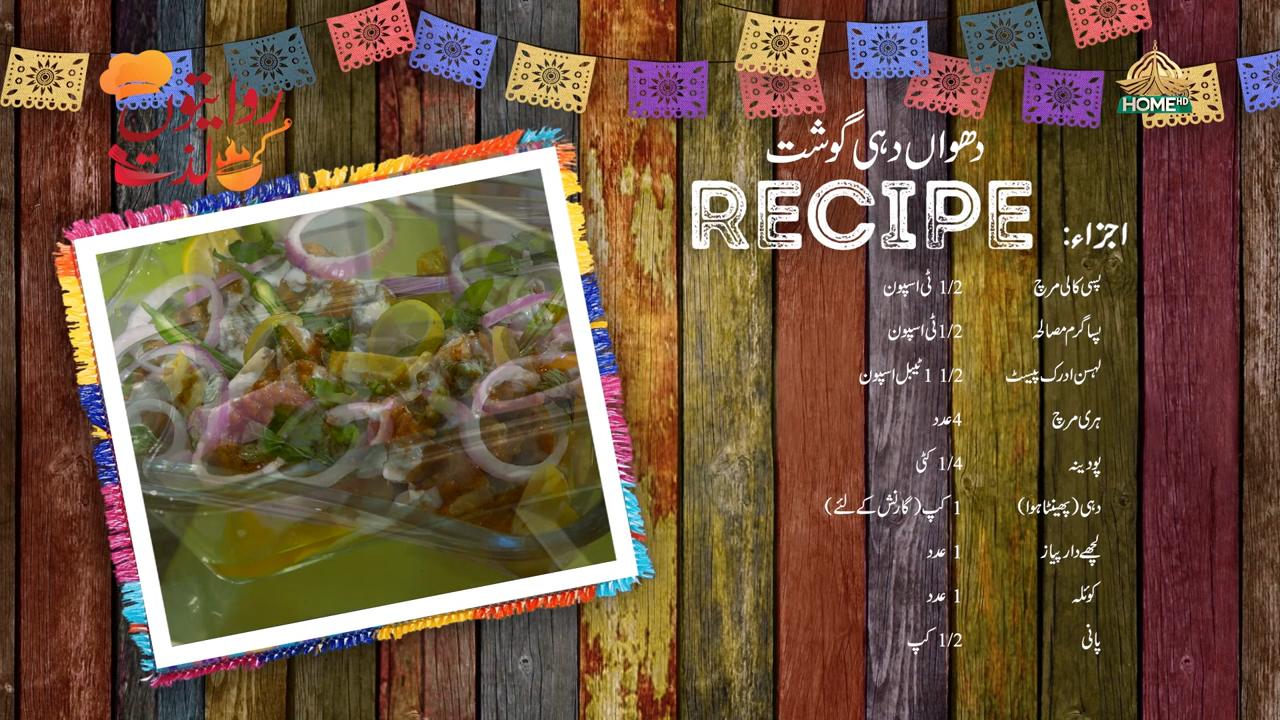 روایتوں
کی لذت
HOME HD
دھواں دہی گوشت
RECIPE
اجزاء:
پسی کالی مرچ 1/2 ٹی اسپون
پسا گرم مصالحہ 1/2 ٹی اسپون
لہسن ادرک پیسٹ 1 1/2 ٹیبل اسپون
ہری مرچ 4 عدد
پودینہ 1/4 کٹی
دہی (پھینٹا ہوا) 1 کپ (گارنش کے لئے)
لچھے دار پیاز 1 عدد
کوئلہ 1 عدد
پانی 1/2 کپ